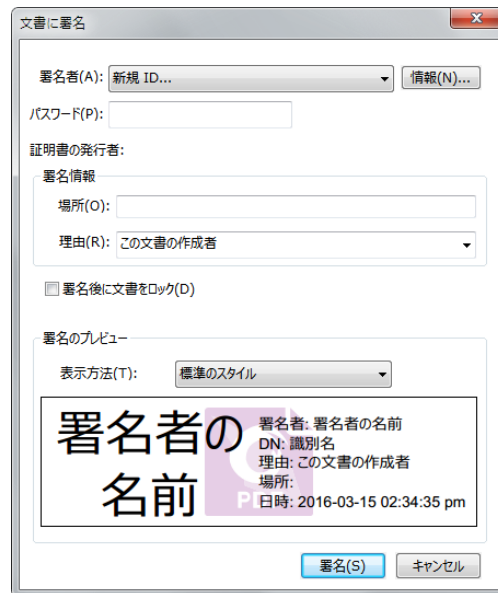 文書に署名
署名者(A): 新規 ID... 情報(N)...
パスワード(P):
証明書の発行者:
署名情報
場所(O):
理由(R): この文書の作成者
署名後に文書をロック(D)
署名のプレビュー
表示方法(T): 標準のスタイル
署名者の
名前
署名者: 署名者の名前
DN: 識別名
理由: この文書の作成者
場所:
日時: 2016-03-15 02:34:35 pm
署名(S) キャンセル